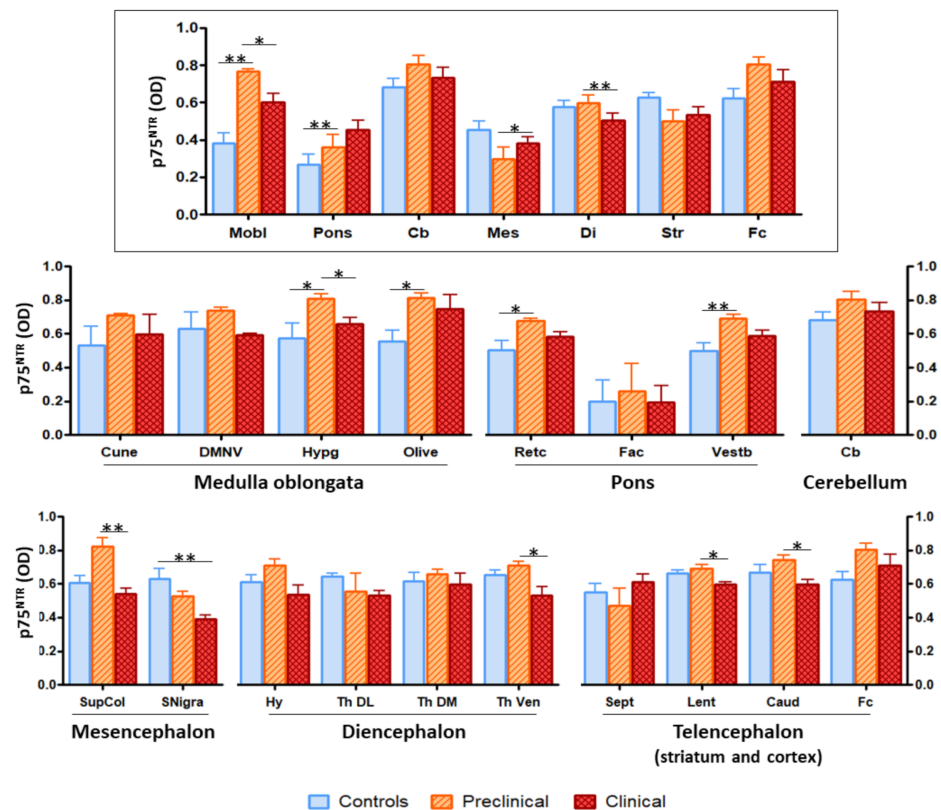 p75NTR (OD)
1.0
0.8
0.6
0.4
0.2
0.0
** * ** * **
Mobl Pons Cb Mes Di Str Fc
p75NTR (OD)
1.0 1.0
0.8 0.8
0.6 0.6
0.4 0.4
0.2 0.2
0.0 0.0
* * * * **
Cune DMNV Hypg Olive Retc Fac Vestb Cb
Medulla oblongata Pons Cerebellum
p75NTR (OD)
1.0 1.0
0.8 0.8
0.6 0.6
0.4 0.4
0.2 0.2
0.0 0.0
** ** * * *
SupCol SNigra Hy Th DL Th DM Th Ven Sept Lent Caud Fc
Mesencephalon Diencephalon Telencephalon
(striatum and cortex)
Controls Preclinical Clinical